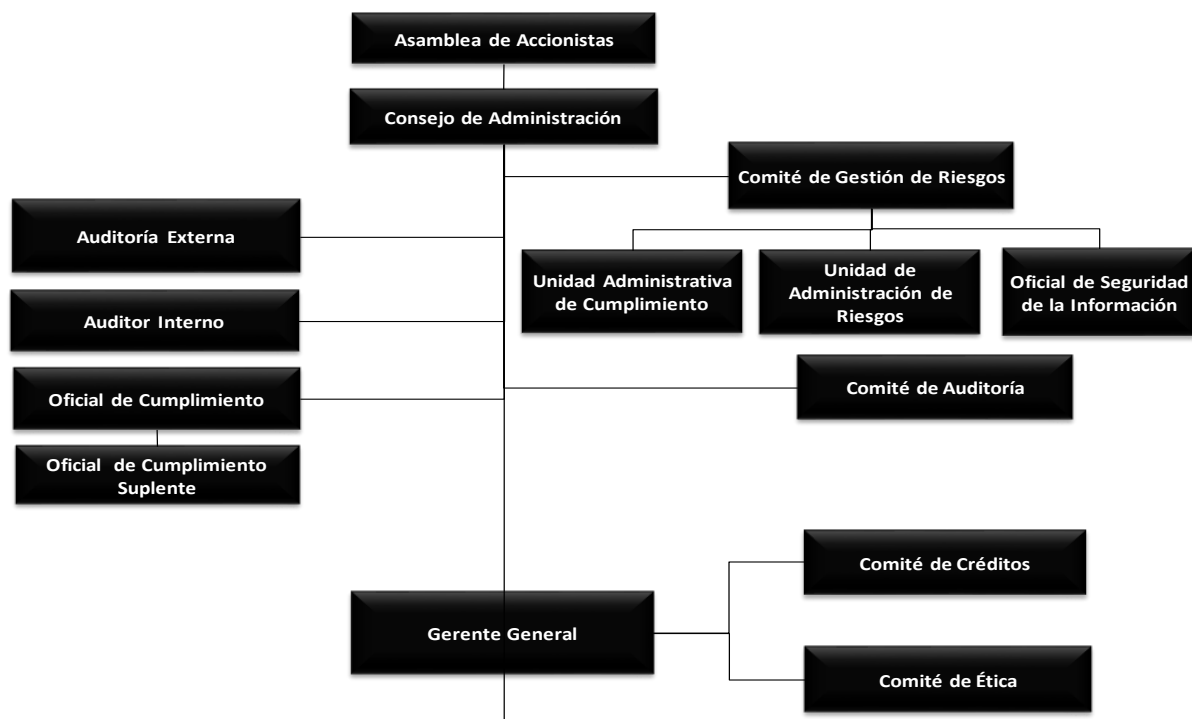 Asamblea de Accionistas
Consejo de Administración
Comité de Gestión de Riesgos
Auditoría Externa
Unidad Administrativa
de Cumplimiento
Unidad de
Administración de
Riesgos
Oficial de Seguridad
de la Información
Auditor Interno
Comité de Auditoría
Oficial de Cumplimiento
Oficial de Cumplimiento
Suplente
Comité de Créditos
Gerente General
Comité de Ética